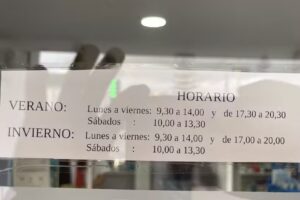 HORARIO
VERANO: Lunes a viernes: 9,30 a 14,00 y de 17,30 a 20,30
Sábados : 10,00 a 13,30
INVIERNO: Lunes a viernes: 9,30 a 14,00 y de 17,00 a 20,00
Sábados : 10,00 a 13,30